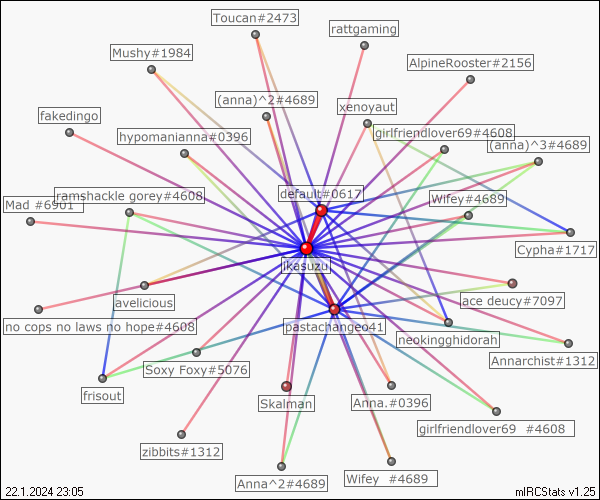 Toucan#2473
rattgaming
Mushy#1984
AlpineRooster#2156
(anna)^2#4689
xenoyaut
fakedingo
hypomanianna#0396
girlfriendlover69#4608
(anna)^3#4689
default#0617
ramshackle gorey#4608
Wifey#4689
Mad #6901
Cypha#1717
jkasuzu
avelicious
ace deucy#7097
no cops no laws no hope#4608
pastachangeo41
neokingghidorah
Annarchist#1312
Soxy Foxy#5076
frisout
Skalman
Anna.#0396
girlfriendlover69 #4608
zibbits#1312
Anna^2#4689
Wifey #4689
22.1.2024 23:05
mIRCStats v1.25